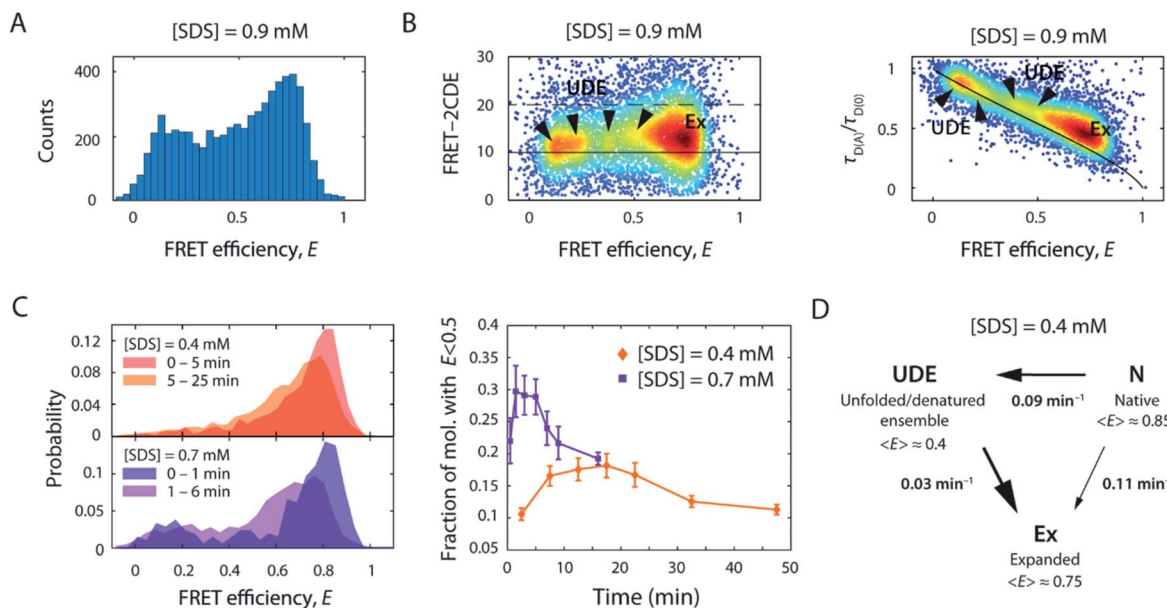 A
[SDS] = 0.9 mM
400
200
0
Counts
0
0.5
1
FRET efficiency, E
B
[SDS] = 0.9 mM
30
20
10
0
FRET–2CDE
UDE
Ex
0
0.5
1
FRET efficiency, E
[SDS] = 0.9 mM
1
0.5
0
τD(A)/τD(0)
UDE
UDE
Ex
0
0.5
1
FRET efficiency, E
C
0.12
0.08
0.04
0
[SDS] = 0.4 mM
0 – 5 min
5 – 25 min
Probability
0.1
0.05
0
[SDS] = 0.7 mM
0 – 1 min
1 – 6 min
0
0.2
0.4
0.6
0.8
1
FRET efficiency, E
Fraction of mol. with E<0.5
0.4
0.35
0.3
0.25
0.2
0.15
0.1
0.05
[SDS] = 0.4 mM
[SDS] = 0.7 mM
0
10
20
30
40
50
Time (min)
D
[SDS] = 0.4 mM
UDE
Unfolded/denatured
ensemble
<E> ≈ 0.4
N
Native
<E> ≈ 0.85
0.09 min⁻¹
0.03 min⁻¹
0.11 min⁻¹
Ex
Expanded
<E> ≈ 0.75